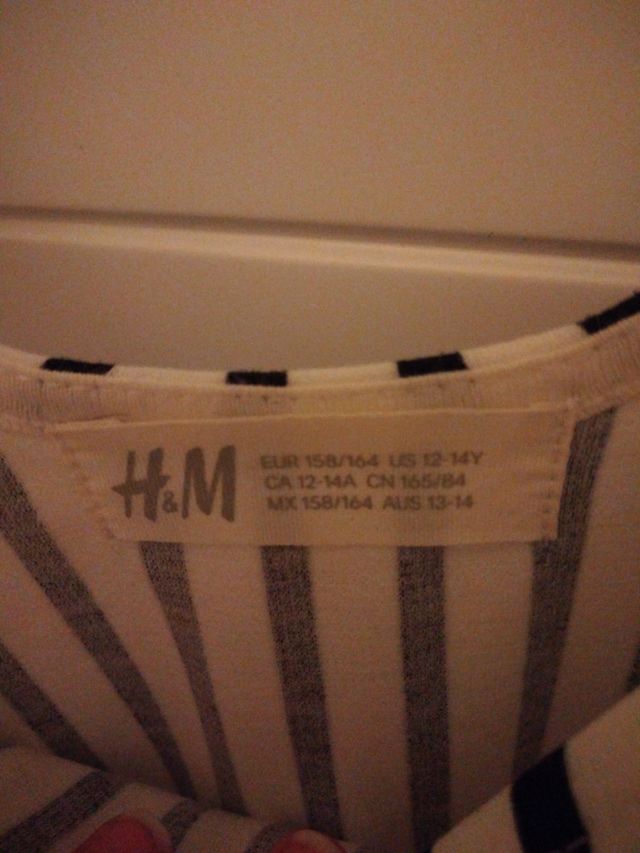 H&M
EUR 158/164 US 12-14Y
CA 12-14A CN 165/84
MX 158/164 AUS 13-14